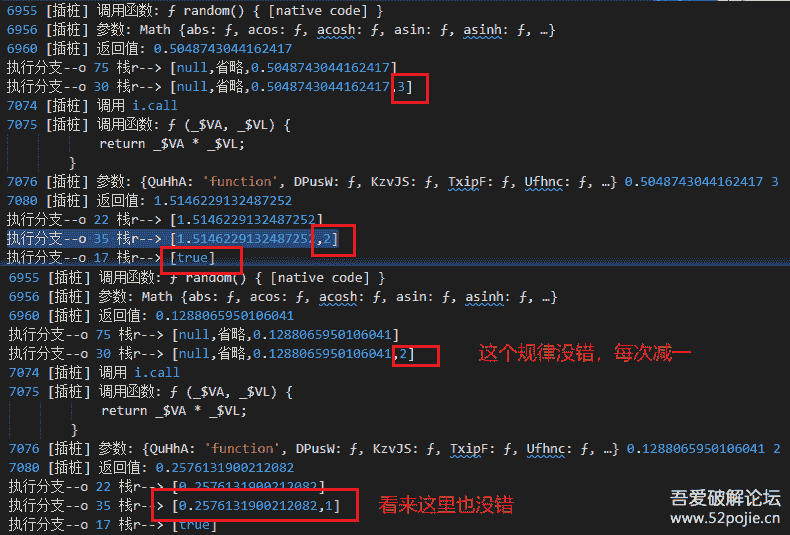 6955 [插桩] 调用函数: ƒ random() { [native code] }
6956 [插桩] 参数: Math {abs: ƒ, acos: ƒ, acosh: ƒ, asin: ƒ, asinh: ƒ, …}
6960 [插桩] 返回值: 0.5048743044162417
执行分支--o 75 栈r--> [null,省略,0.5048743044162417]
执行分支--o 30 栈r--> [null,省略,0.5048743044162417,3]
7074 [插桩] 调用 i.call
7075 [插桩] 调用函数: ƒ (_$VA, _$VL) {
return _$VA * _$VL;
}
7076 [插桩] 参数: {QuHhA: 'function', DPusW: ƒ, KzvJS: ƒ, TxipF: ƒ, Ufhnc: ƒ, …} 0.5048743044162417 3
7080 [插桩] 返回值: 1.5146229132487252
执行分支--o 22 栈r--> [1.5146229132487252]
执行分支--o 35 栈r--> [1.5146229132487252,2]
执行分支--o 17 栈r--> [true]
6955 [插桩] 调用函数: ƒ random() { [native code] }
6956 [插桩] 参数: Math {abs: ƒ, acos: ƒ, acosh: ƒ, asin: ƒ, asinh: ƒ, …}
6960 [插桩] 返回值: 0.1288065950106041
执行分支--o 75 栈r--> [null,省略,0.1288065950106041]
执行分支--o 30 栈r--> [null,省略,0.1288065950106041,2] 这个规律没错，每次减一
7074 [插桩] 调用 i.call
7075 [插桩] 调用函数: ƒ (_$VA, _$VL) {
return _$VA * _$VL;
}
7076 [插桩] 参数: {QuHhA: 'function', DPusW: ƒ, KzvJS: ƒ, TxipF: ƒ, Ufhnc: ƒ, …} 0.1288065950106041 2
7080 [插桩] 返回值: 0.2576131900212082
执行分支--o 22 栈r--> [0.2576131900212082]
执行分支--o 35 栈r--> [0.2576131900212082,1] 看来这里也没错
执行分支--o 17 栈r--> [true]
吾爱破解论坛
www.52pojie.cn